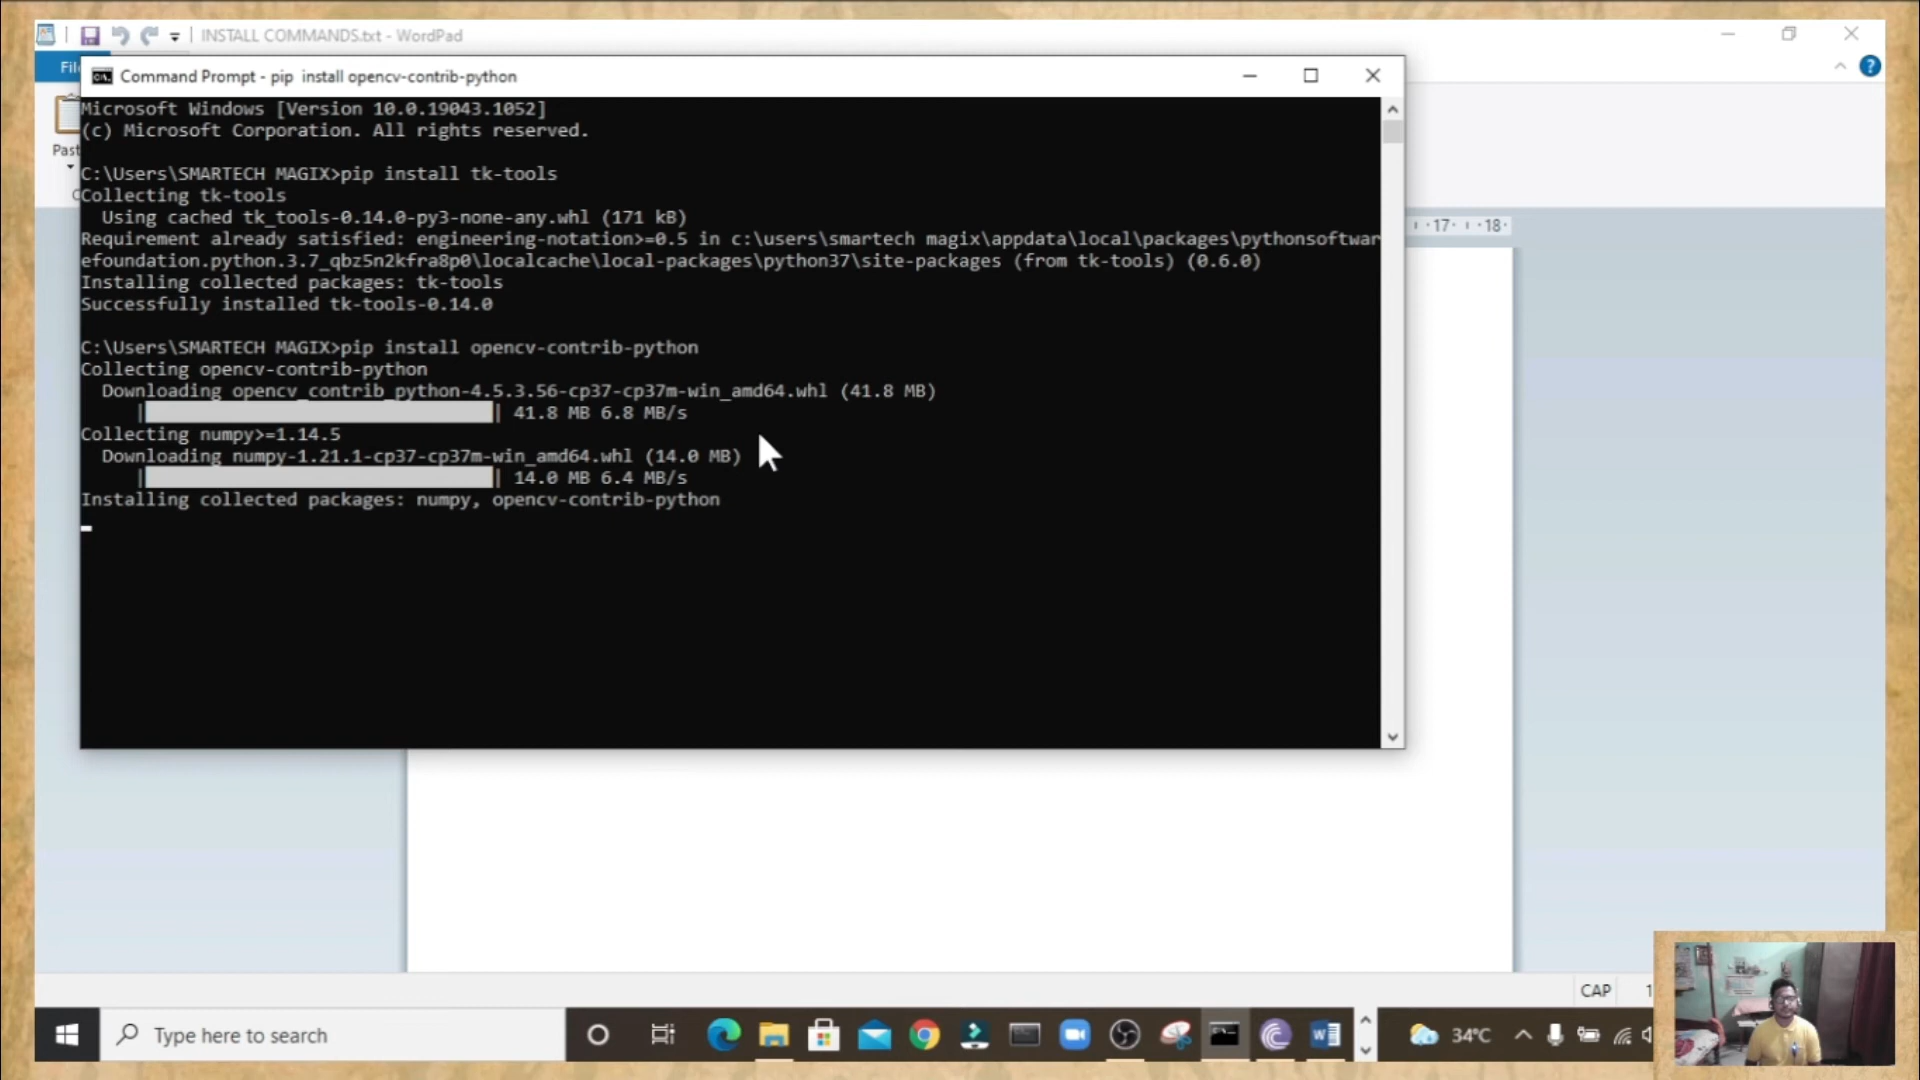 INSTALL COMMANDS.txt - WordPad
Command Prompt - pip  install opencv-contrib-python
Microsoft Windows [Version 10.0.19043.1052]
(c) Microsoft Corporation. All rights reserved.
C:\Users\SMARTECH MAGIX>pip install tk-tools
Collecting tk-tools
Using cached tk_tools-0.14.0-py3-none-any.whl (171 kB)
Requirement already satisfied: engineering-notation>=0.5 in c:\users\smartech magix\appdata\local\packages\pythonsoftwar
efoundation.python.3.7_qbz5n2kfra8p0\localcache\local-packages\python37\site-packages (from tk-tools) (0.6.0)
Installing collected packages: tk-tools
Successfully installed tk-tools-0.14.0
C:\Users\SMARTECH MAGIX>pip install opencv-contrib-python
Collecting opencv-contrib-python
Downloading opencv_contrib_python-4.5.3.56-cp37-cp37m-win_amd64.whl (41.8 MB)
| | 41.8 MB 6.8 MB/s
Collecting numpy>=1.14.5
Downloading numpy-1.21.1-cp37-cp37m-win_amd64.whl (14.0 MB)
| | 14.0 MB 6.4 MB/s
Installing collected packages: numpy, opencv-contrib-python
Fil
Past
17 18
CAP
Type here to search
34°C